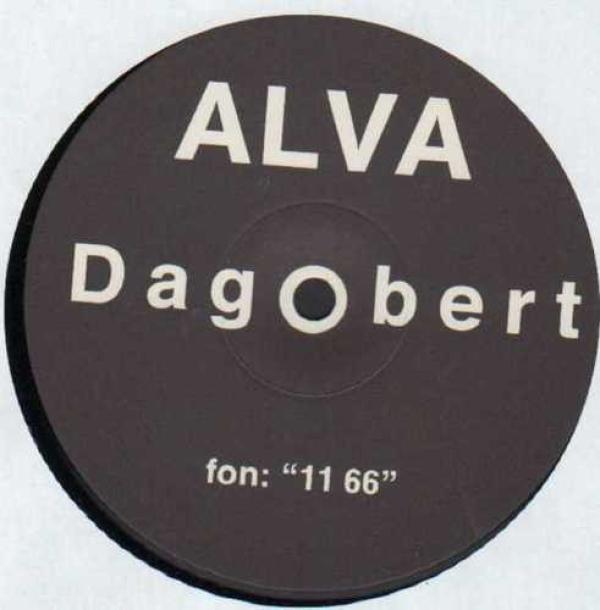 ALVA
Dagobert
fon: “11 66”